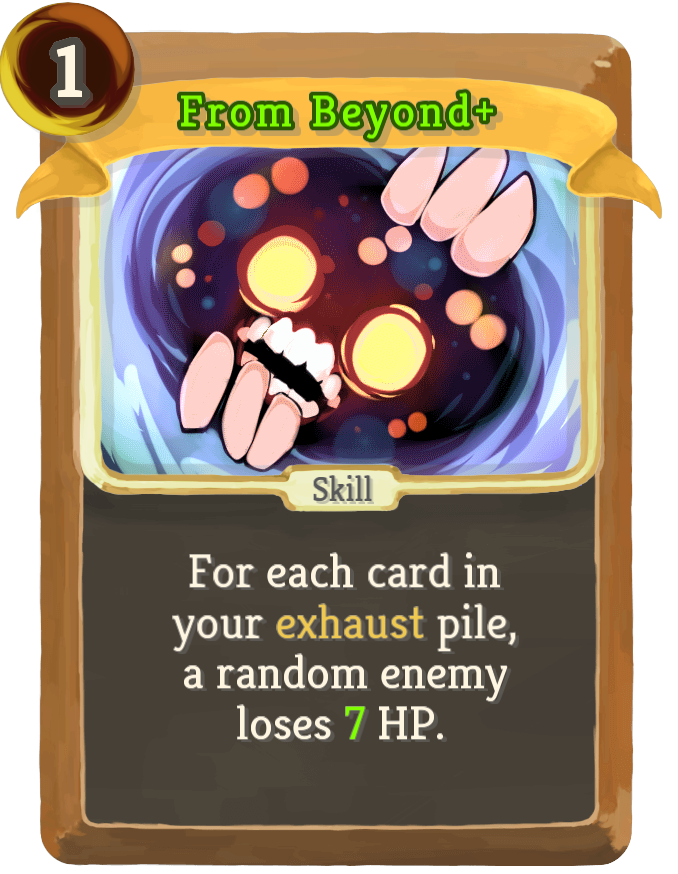 1
From Beyond+
Skill
For each card in
your exhaust pile,
a random enemy
loses 7 HP.